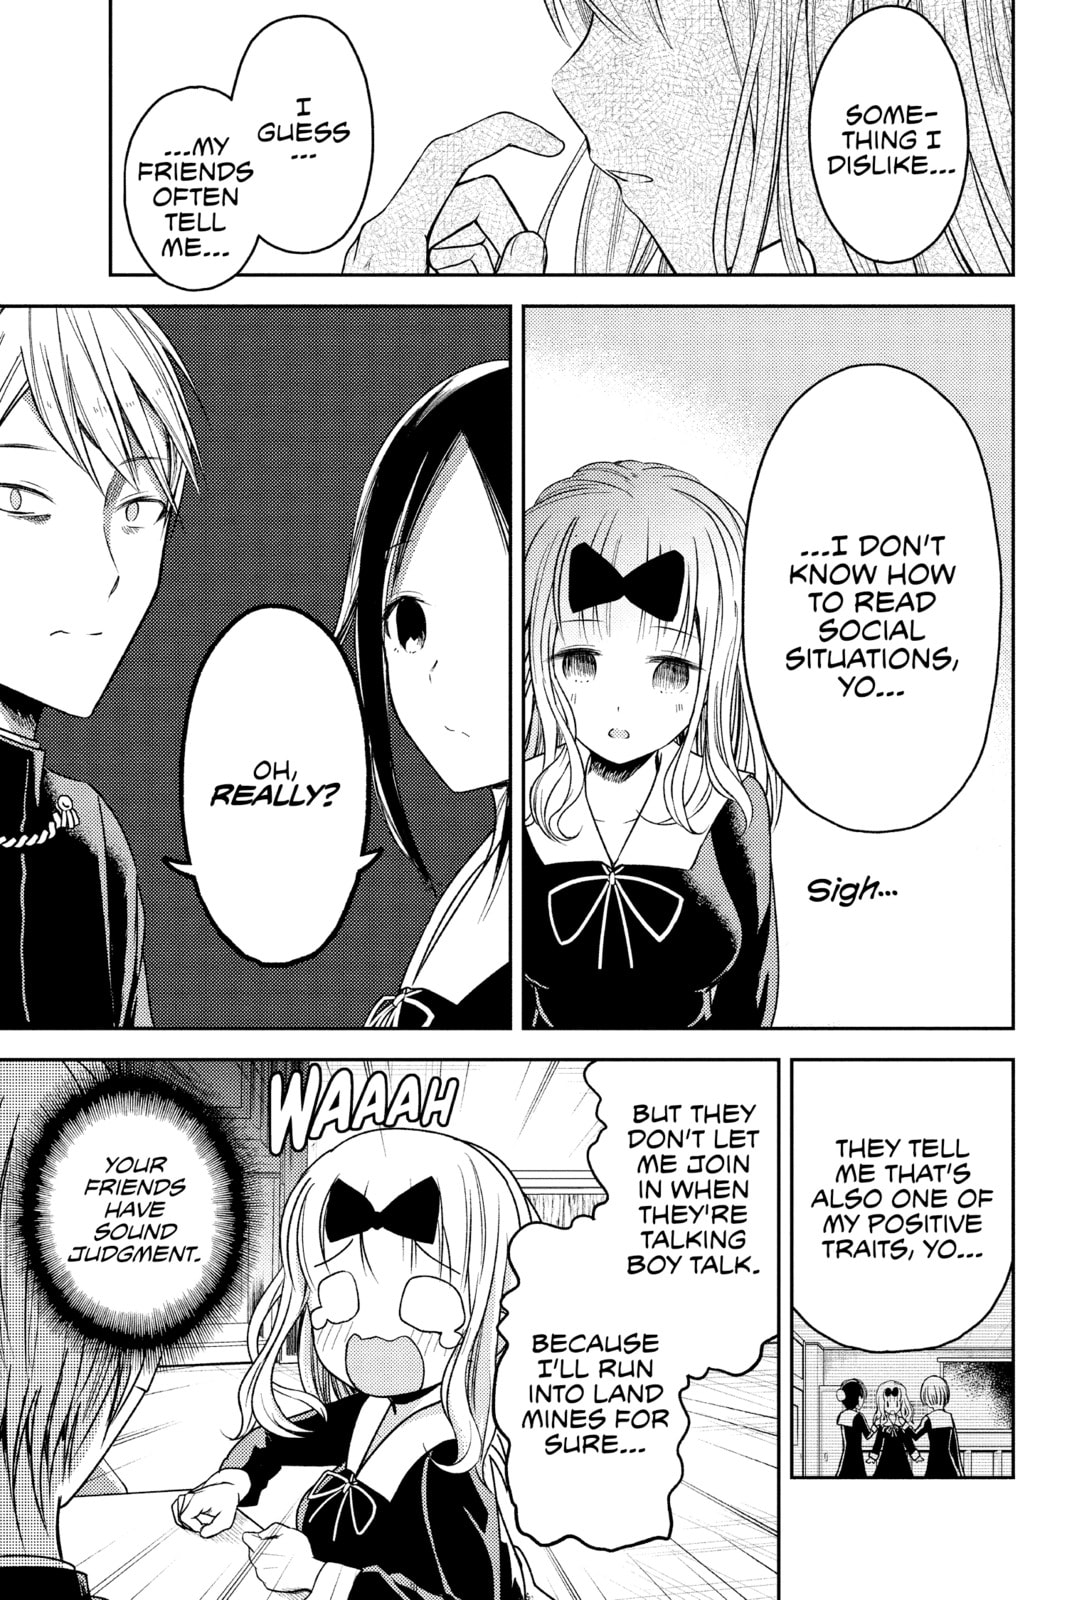 SOME-
THING I
DISLIKE...
I
GUESS
...
...MY
FRIENDS
OFTEN
TELL
ME...
...I DON'T
KNOW HOW
TO READ
SOCIAL
SITUATIONS,
YO...
Sigh...
OH,
REALLY?
THEY TELL
ME THAT'S
ALSO ONE OF
MY POSITIVE
TRAITS, YO...
BUT THEY
DON'T LET
ME JOIN
IN WHEN
THEY'RE
TALKING
BOY TALK.
BECAUSE
I'LL RUN
INTO LAND
MINES FOR
SURE...
WAAAH
YOUR
FRIENDS
HAVE
SOUND
JUDGMENT.